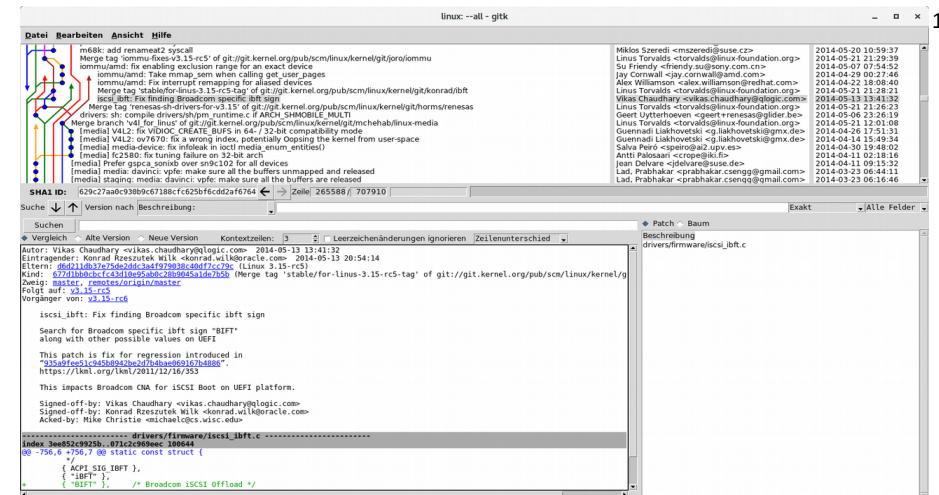 linux: --all - gitk
1
Datei Bearbeiten Ansicht Hilfe
m68k: add renameat2 syscall Miklos Szeredi <mszeredi@suse.cz> 2014-05-20 10:59:37
Merge tag 'iommu-fixes-v3.15-rc5' of git://git.kernel.org/pub/scm/linux/kernel/git/joro/iommu Linus Torvalds <torvalds@linux-foundation.org> 2014-05-21 21:29:39
iommu/amd: fix enabling exclusion range for an exact device Su Friendy <friendy.su@sony.com.cn> 2014-05-07 07:54:52
iommu/amd: Take mmap_sem when calling get_user_pages Jay Cornwall <jay.cornwall@amd.com> 2014-04-29 00:27:46
iommu/amd: Fix interrupt remapping for aliased devices Alex Williamson <alex.williamson@redhat.com> 2014-04-22 18:08:40
Merge tag 'stable/for-linus-3.15-rc5-tag' of git://git.kernel.org/pub/scm/linux/kernel/git/konrad/ibft Linus Torvalds <torvalds@linux-foundation.org> 2014-05-21 21:28:21
iscsi_ibft: Fix finding Broadcom specific ibft sign Vikas Chaudhary <vikas.chaudhary@qlogic.com> 2014-05-13 13:41:32
Merge tag 'renesas-sh-drivers-for-v3.15' of git://git.kernel.org/pub/scm/linux/kernel/git/horms/renesas Linus Torvalds <torvalds@linux-foundation.org> 2014-05-21 21:26:23
drivers: sh: compile drivers/sh/pm_runtime.c if ARCH_SHMOBILE_MULTI Geert Uytterhoeven <geert+renesas@glider.be> 2014-05-06 23:26:19
Merge branch 'v4l_for_linus' of git://git.kernel.org/pub/scm/linux/kernel/git/mchehab/linux-media Linus Torvalds <torvalds@linux-foundation.org> 2014-05-21 12:01:08
[media] V4L2: fix VIDIOC_CREATE_BUFS in 64- / 32-bit compatibility mode Guennadi Liakhovetski <g.liakhovetski@gmx.de> 2014-04-26 17:51:31
[media] V4L2: ov7670: fix a wrong index, potentially Oopsing the kernel from user-space Guennadi Liakhovetski <g.liakhovetski@gmx.de> 2014-04-14 15:49:34
[media] media-device: fix infoleak in ioctl media_enum_entities() Salva Peiró <speiro@ai2.upv.es> 2014-04-30 19:48:02
[media] fc2580: fix tuning failure on 32-bit arch Antti Palosaari <crope@iki.fi> 2014-04-11 02:18:16
[media] Prefer gspca_sonixb over sn9c102 for all devices Jean Delvare <jdelvare@suse.de> 2014-04-11 09:15:32
[media] staging: media: davinci: vpfe: make sure all the buffers unmapped and released Lad, Prabhakar <prabhakar.csengg@gmail.com> 2014-03-23 06:44:11
[media] staging: media: davinci: vpfe: make sure all the buffers are released Lad, Prabhakar <prabhakar.csengg@gmail.com> 2014-03-23 06:16:46
SHA1 ID: 629c27aa0c930b9c67188cfc625bf6cdd2af6764 Zeile 265588 / 707910
Suche Version nach Beschreibung: Exakt Alle Felder
Suchen
Patch Baum
Vergleich Alte Version Neue Version Kontextzeilen: 3 Leerzeichenänderungen ignorieren Zeilenunterschied
Beschreibung
drivers/firmware/iscsi_ibft.c
Autor: Vikas Chaudhary <vikas.chaudhary@qlogic.com> 2014-05-13 13:41:32
Eintragender: Konrad Rzeszutek Wilk <konrad.wilk@oracle.com> 2014-05-13 20:54:14
Eltern: d6d211db37e75de2ddc3a4f979038c40df7cc79c (Linux 3.15-rc5)
Kind: 677d1bb0cbcfc43d10e95ab0c28b9045a1de7b5b (Merge tag 'stable/for-linus-3.15-rc5-tag' of git://git.kernel.org/pub/scm/linux/kernel/g
Zweig: master, remotes/origin/master
Folgt auf: v3.15-rc5
Vorgänger von: v3.15-rc6
iscsi_ibft: Fix finding Broadcom specific ibft sign
Search for Broadcom specific ibft sign "BIFT"
along with other possible values on UEFI
This patch is fix for regression introduced in
"935a9fee51c945b8942be2d7b4bae069167b4886".
https://lkml.org/lkml/2011/12/16/353
This impacts Broadcom CNA for iSCSI Boot on UEFI platform.
Signed-off-by: Vikas Chaudhary <vikas.chaudhary@qlogic.com>
Signed-off-by: Konrad Rzeszutek Wilk <konrad.wilk@oracle.com>
Acked-by: Mike Christie <michaelc@cs.wisc.edu>
----------------------- drivers/firmware/iscsi_ibft.c -----------------------
index 3ee852c9925b..071c2c969eec 100644
@@ -756,6 +756,7 @@ static const struct {
*/
{ ACPI_SIG_IBFT },
{ "iBFT" },
+ { "BIFT" }, /* Broadcom iSCSI Offload */